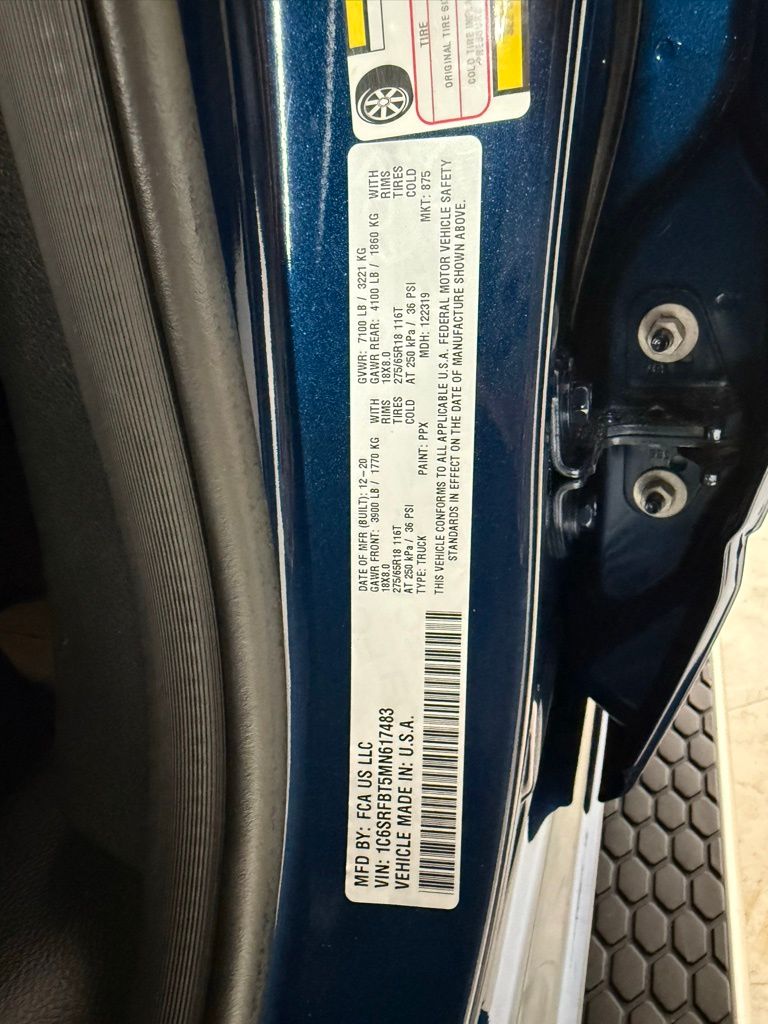 MFD BY: FCA US LLC
VIN: 1C6SRFBT5MN617483
VEHICLE MADE IN: U.S.A.
DATE OF MFR (BUILT): 12-20
GAWR FRONT: 3900 LB / 1770 KG WITH
18X8.0 RIMS
275/65R18 116T TIRES
AT 250 kPa / 36 PSI COLD
TYPE: TRUCK PAINT: PPX
GVWR: 7100 LB / 3221 KG
GAWR REAR: 4100 LB / 1860 KG WITH
18X8.0 RIMS
275/65R18 116T TIRES
AT 250 kPa / 36 PSI COLD
MDH: 122319 MKT: 875
THIS VEHICLE CONFORMS TO ALL APPLICABLE U.S.A. FEDERAL MOTOR VEHICLE SAFETY
STANDARDS IN EFFECT ON THE DATE OF MANUFACTURE SHOWN ABOVE.
TIRE
ORIGINAL TIRE
COLD TIRE